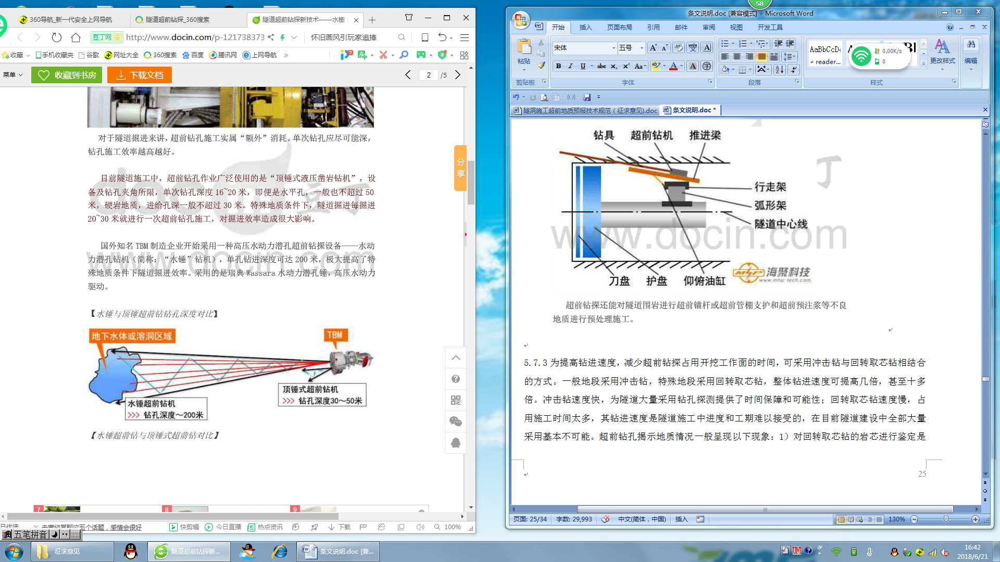 58
360导航_新一代安全上网导航
隧道超前钻探_360搜索
隧道超前钻探新技术——水锤
豆丁网 证
http://www.docin.com/p-121738373
怀旧画风引玩家追捧
收藏
手机收藏夹
谷歌
网址大全
360搜索
百度
腾讯网
上网导航
»
菜单
收藏到书房
下载文档
2 /5
对于隧道掘进来讲，超前钻孔施工实属“额外”消耗。单次钻孔应尽可能深，
钻孔施工效率越高越好。
目前隧道施工中，超前钻孔作业广泛使用的是“顶锤式液压凿岩钻机”，设
备及钻孔夹角所限，单次钻孔深度 16~20 米，即便是水平孔，一般也不超过 50
米，硬岩地质，进给孔深一般不超过 30 米。特殊地质条件下，隧道掘进每掘进
20~30 米就进行一次超前钻孔施工，对掘进效率造成很大影响。
国外知名 TBM 制造企业开始采用一种高压水动力潜孔超前钻探设备——水动
力潜孔钻机（简称：“水锤”钻机），单孔钻进深度可达 200 米，极大提高了特
殊地质条件下隧道掘进效率。采用的是瑞典 Wassara 水动力潜孔锤，高压水动力
驱动。
【水锤与顶锤超前钻钻孔深度对比】
地下水体或溶洞区域
TBM
顶锤式超前钻机
>>> 钻孔深度30～50米
水锤超前钻机
>>> 钻孔深度～200米
【水锤超前钻与顶锤式超前钻对比】
doc 豆丁
www.docin.com
分享
7
8
9
夫妻经常聊这五个话题，感情会很好
快剪辑
今日直播
热点资讯
下载
100%
五笔拼音
条文说明.doc [兼容模式] - Microsoft Word
开始
插入
页面布局
引用
邮件
审阅
视图
开发工具
粘贴
剪贴板
宋体
五号
字体
段落
AaBbCcDc
reader...
更改样式
样式
编辑
0.00K/s
0
隧洞施工超前地质预报技术规范（征求意见).doc
条文说明.doc *
钻具
超前钻机
推进梁
行走架
弧形架
隧道中心线
刀盘
护盘
仰俯油缸
海聚科技
www.mhp-tech.com
丁
www.docin.com
超前钻探还能对隧道围岩进行超前锚杆或超前管棚支护和超前预注浆等不良
地质进行预处理施工。
5.7.3 为提高钻进速度，减少超前钻探占用开挖工作面的时间，可采用冲击钻与回转取芯钻相结合
的方式。一般地段采用冲击钻，特殊地段采用回转取芯钻，整体钻进速度可提高几倍，甚至十多
倍。冲击钻速度快，为隧道大量采用钻孔探测提供了时间保障和可能性；回转取芯钻速度慢，占
用施工时间太多，其钻进速度是隧道施工中进度和工期难以接受的，在目前隧道建设中全部大量
采用基本不可能。超前钻孔揭示地质情况一般呈现以下现象：1）对回转取芯钻的岩芯进行鉴定是
25
页面: 25/34
字数: 29,993
中文(简体，中国)
插入
130%
征求意见
隧道超前钻探新...
条文说明.doc [兼...
16:42
2018/6/21